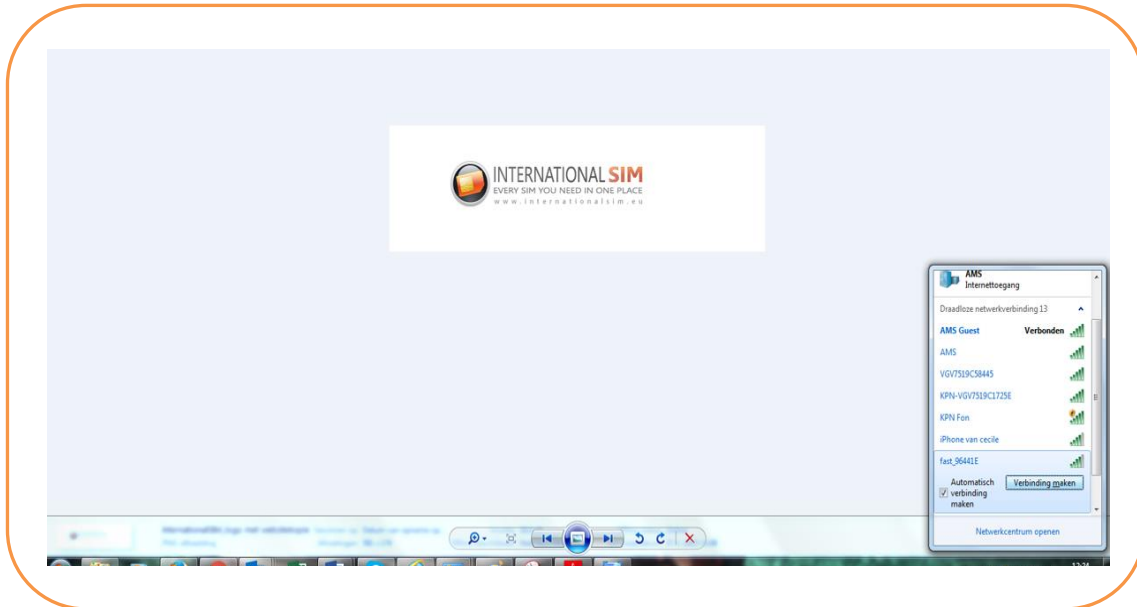 INTERNATIONAL SIM
EVERY SIM YOU NEED IN ONE PLACE
www.internationalsim.eu
AMS
Internettoegang
Draadloze netwerkverbinding 13
AMS Guest Verbonden
AMS
VGV7519C58445
KPN-VGV7519C1725E
KPN Fon
iPhone van cecile
fast_96441E
Automatisch
verbinding
maken
Verbinding maken
Netwerkcentrum openen